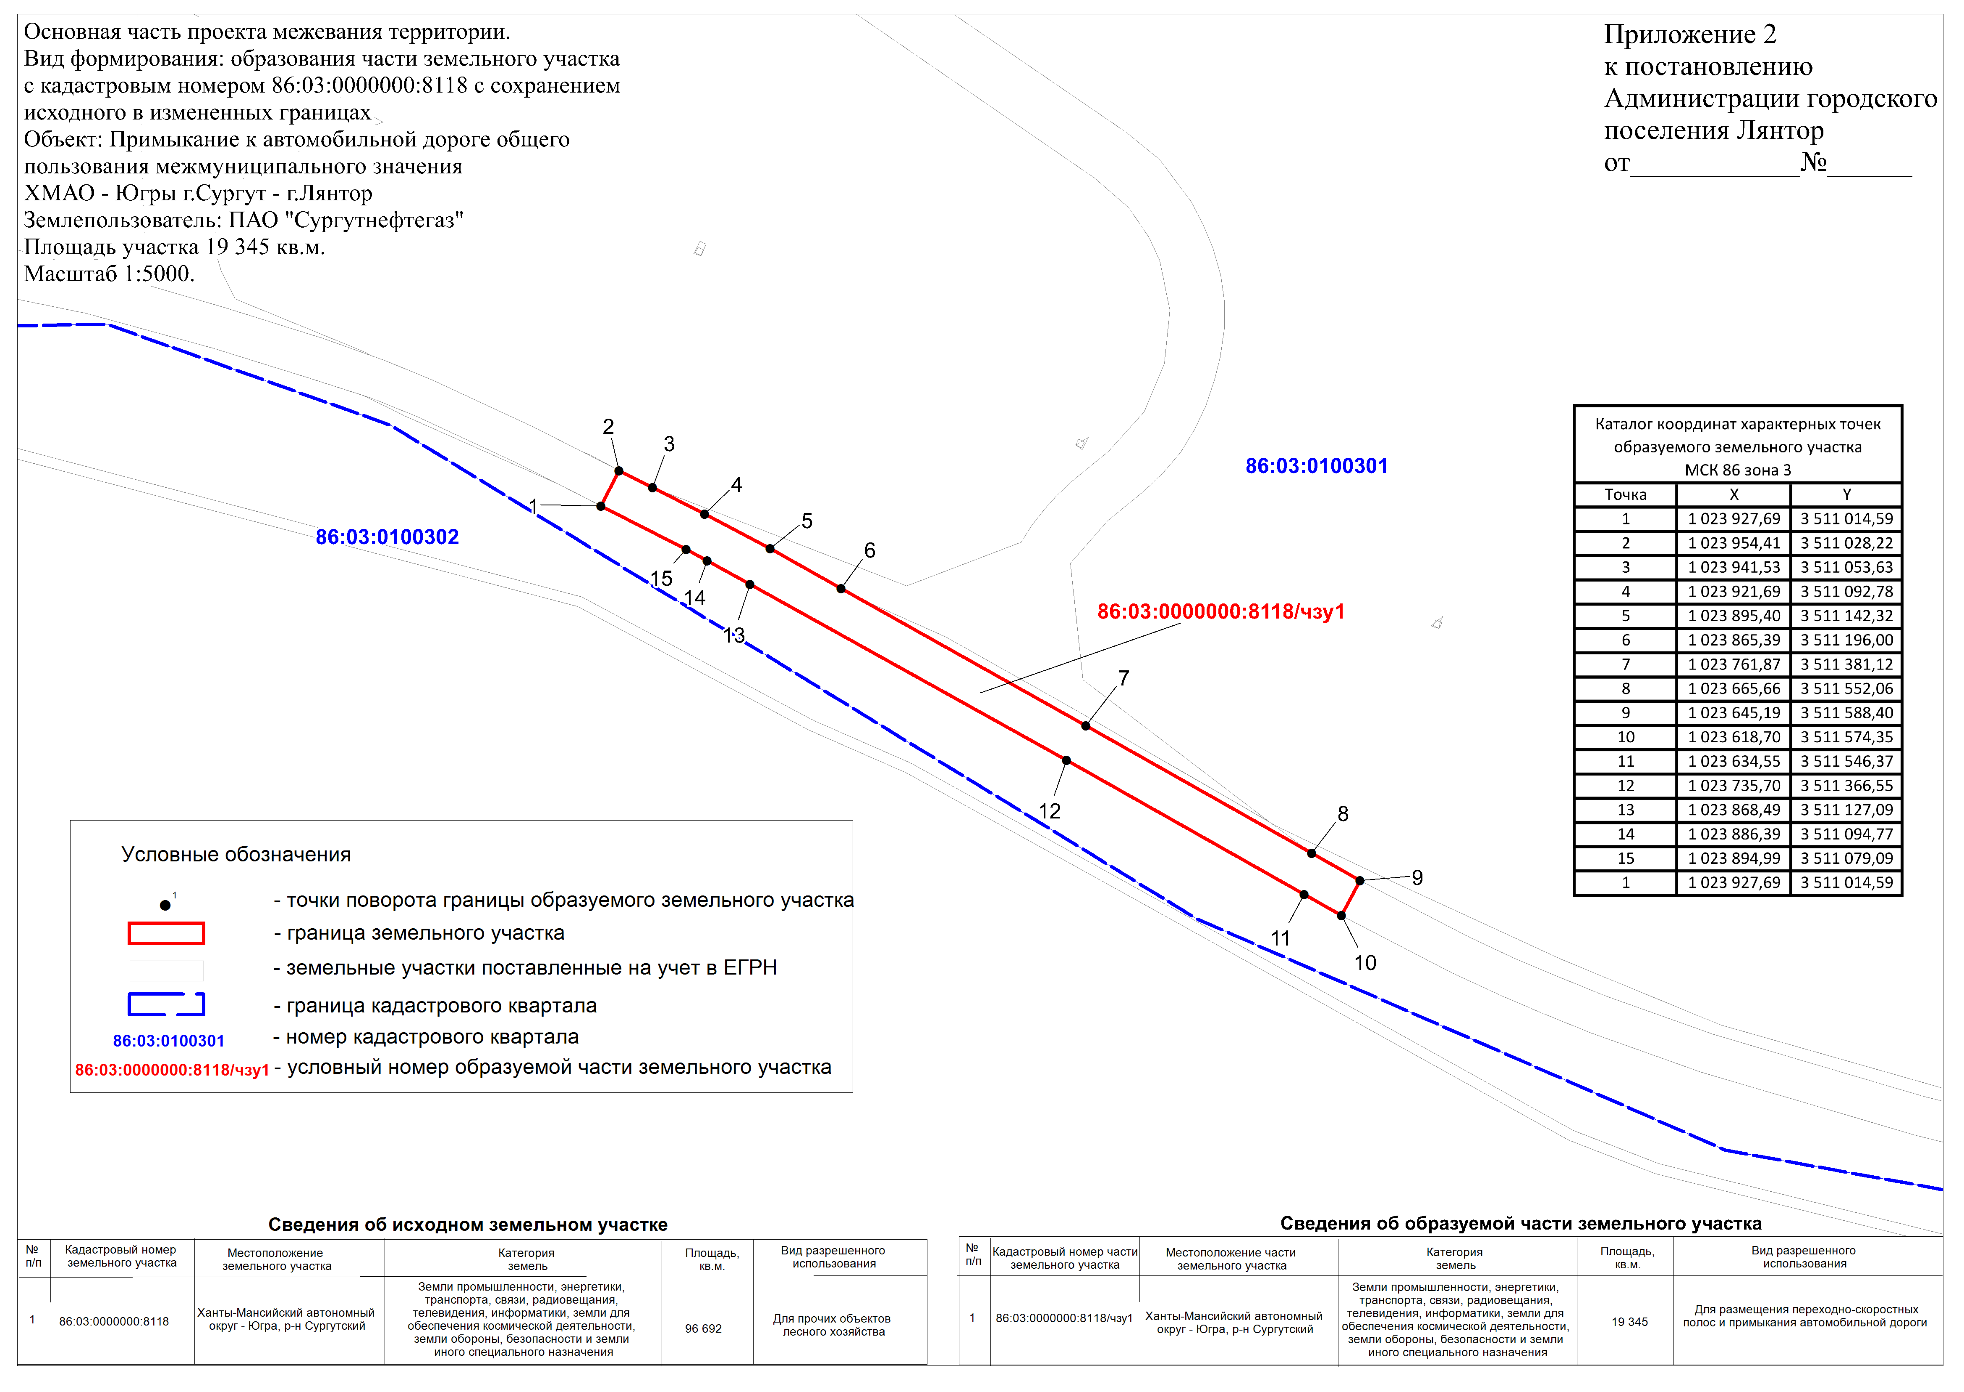 Основная часть проекта межевания территории.
Вид формирования: образования части земельного участка
с кадастровым номером 86:03:0000000:8118 с сохранением
исходного в измененных границах
Объект: Примыкание к автомобильной дороге общего
пользования межмуниципального значения
ХМАО - Югры г.Сургут - г.Лянтор
Землепользователь: ПАО "Сургутнефтегаз"
Площадь участка 19 345 кв.м.
Масштаб 1:5000.
Приложение 2
к постановлению
Администрации городского
поселения Лянтор
от____________№______
86:03:0100301
86:03:0100302
86:03:0000000:8118/чзу1
1
2
3
4
5
6
7
8
9
10
11
12
13
14
15
Каталог координат характерных точек
образуемого земельного участка
МСК 86 зона 3
Точка X Y
1 1 023 927,69 3 511 014,59
2 1 023 954,41 3 511 028,22
3 1 023 941,53 3 511 053,63
4 1 023 921,69 3 511 092,78
5 1 023 895,40 3 511 142,32
6 1 023 865,39 3 511 196,00
7 1 023 761,87 3 511 381,12
8 1 023 665,66 3 511 552,06
9 1 023 645,19 3 511 588,40
10 1 023 618,70 3 511 574,35
11 1 023 634,55 3 511 546,37
12 1 023 735,70 3 511 366,55
13 1 023 868,49 3 511 127,09
14 1 023 886,39 3 511 094,77
15 1 023 894,99 3 511 079,09
1 1 023 927,69 3 511 014,59
Условные обозначения
1
- точки поворота границы образуемого земельного участка
- граница земельного участка
- земельные участки поставленные на учет в ЕГРН
- граница кадастрового квартала
86:03:0100301 - номер кадастрового квартала
86:03:0000000:8118/чзу1 - условный номер образуемой части земельного участка
Сведения об исходном земельном участке
№
п/п
Кадастровый номер
земельного участка
Местоположение
земельного участка
Категория
земель
Площадь,
кв.м.
Вид разрешенного
использования
1
86:03:0000000:8118
Ханты-Мансийский автономный
округ - Югра, р-н Сургутский
Земли промышленности, энергетики,
транспорта, связи, радиовещания,
телевидения, информатики, земли для
обеспечения космической деятельности,
земли обороны, безопасности и земли
иного специального назначения
96 692
Для прочих объектов
лесного хозяйства
Сведения об образуемой части земельного участка
№
п/п
Кадастровый номер части
земельного участка
Местоположение части
земельного участка
Категория
земель
Площадь,
кв.м.
Вид разрешенного
использования
1
86:03:0000000:8118/чзу1
Ханты-Мансийский автономный
округ - Югра, р-н Сургутский
Земли промышленности, энергетики,
транспорта, связи, радиовещания,
телевидения, информатики, земли для
обеспечения космической деятельности,
земли обороны, безопасности и земли
иного специального назначения
19 345
Для размещения переходно-скоростных
полос и примыкания автомобильной дороги